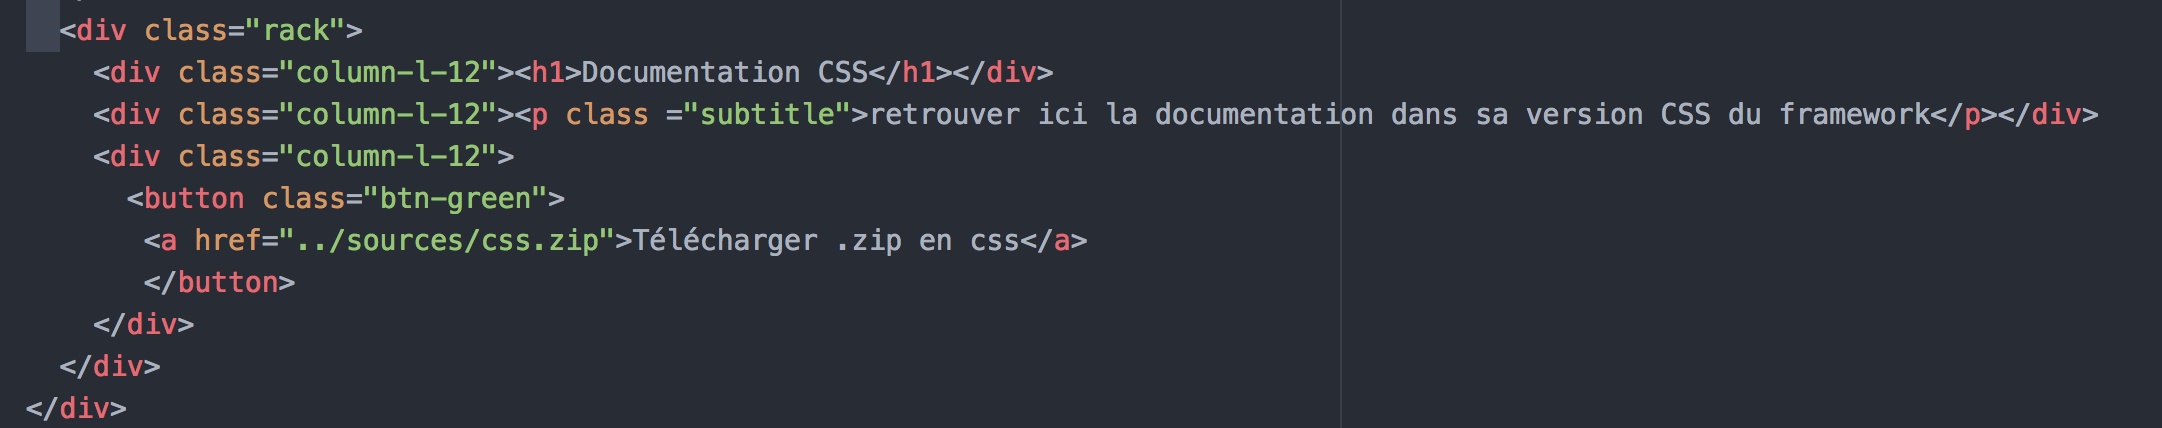 <div class="rack">
<div class="column-l-12"><h1>Documentation CSS</h1></div>
<div class="column-l-12"><p class ="subtitle">retrouver ici la documentation dans sa version CSS du framework</p></div>
<div class="column-l-12">
<button class="btn-green">
<a href="../sources/css.zip">Télécharger .zip en css</a>
</button>
</div>
</div>
</div>